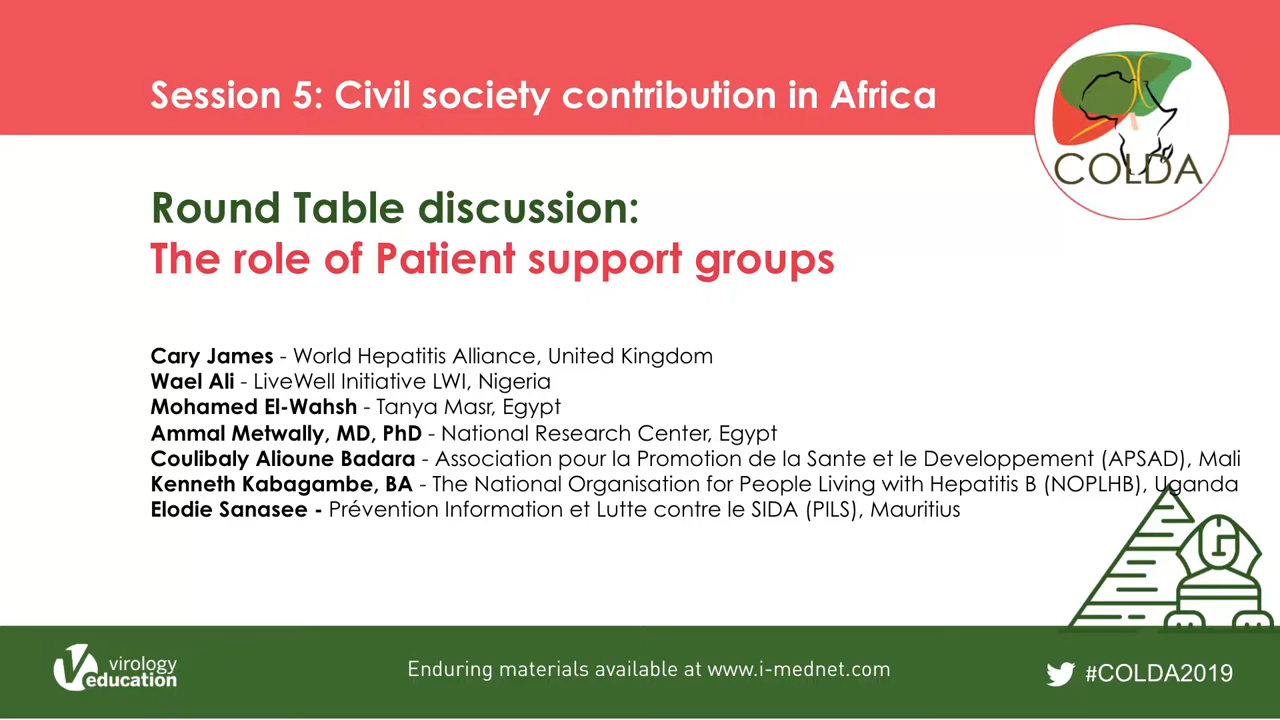 Session 5: Civil society contribution in Africa
COLDA
Round Table discussion:
The role of Patient support groups
Cary James - World Hepatitis Alliance, United Kingdom
Wael Ali - LiveWell Initiative LWI, Nigeria
Mohamed El-Wahsh - Tanya Masr, Egypt
Ammal Metwally, MD, PhD - National Research Center, Egypt
Coulibaly Alioune Badara - Association pour la Promotion de la Sante et le Developpement (APSAD), Mali
Kenneth Kabagambe, BA - The National Organisation for People Living with Hepatitis B (NOPLHB), Uganda
Elodie Sanasee - Prévention Information et Lutte contre le SIDA (PILS), Mauritius
virology
education
Enduring materials available at www.i-mednet.com
#COLDA2019